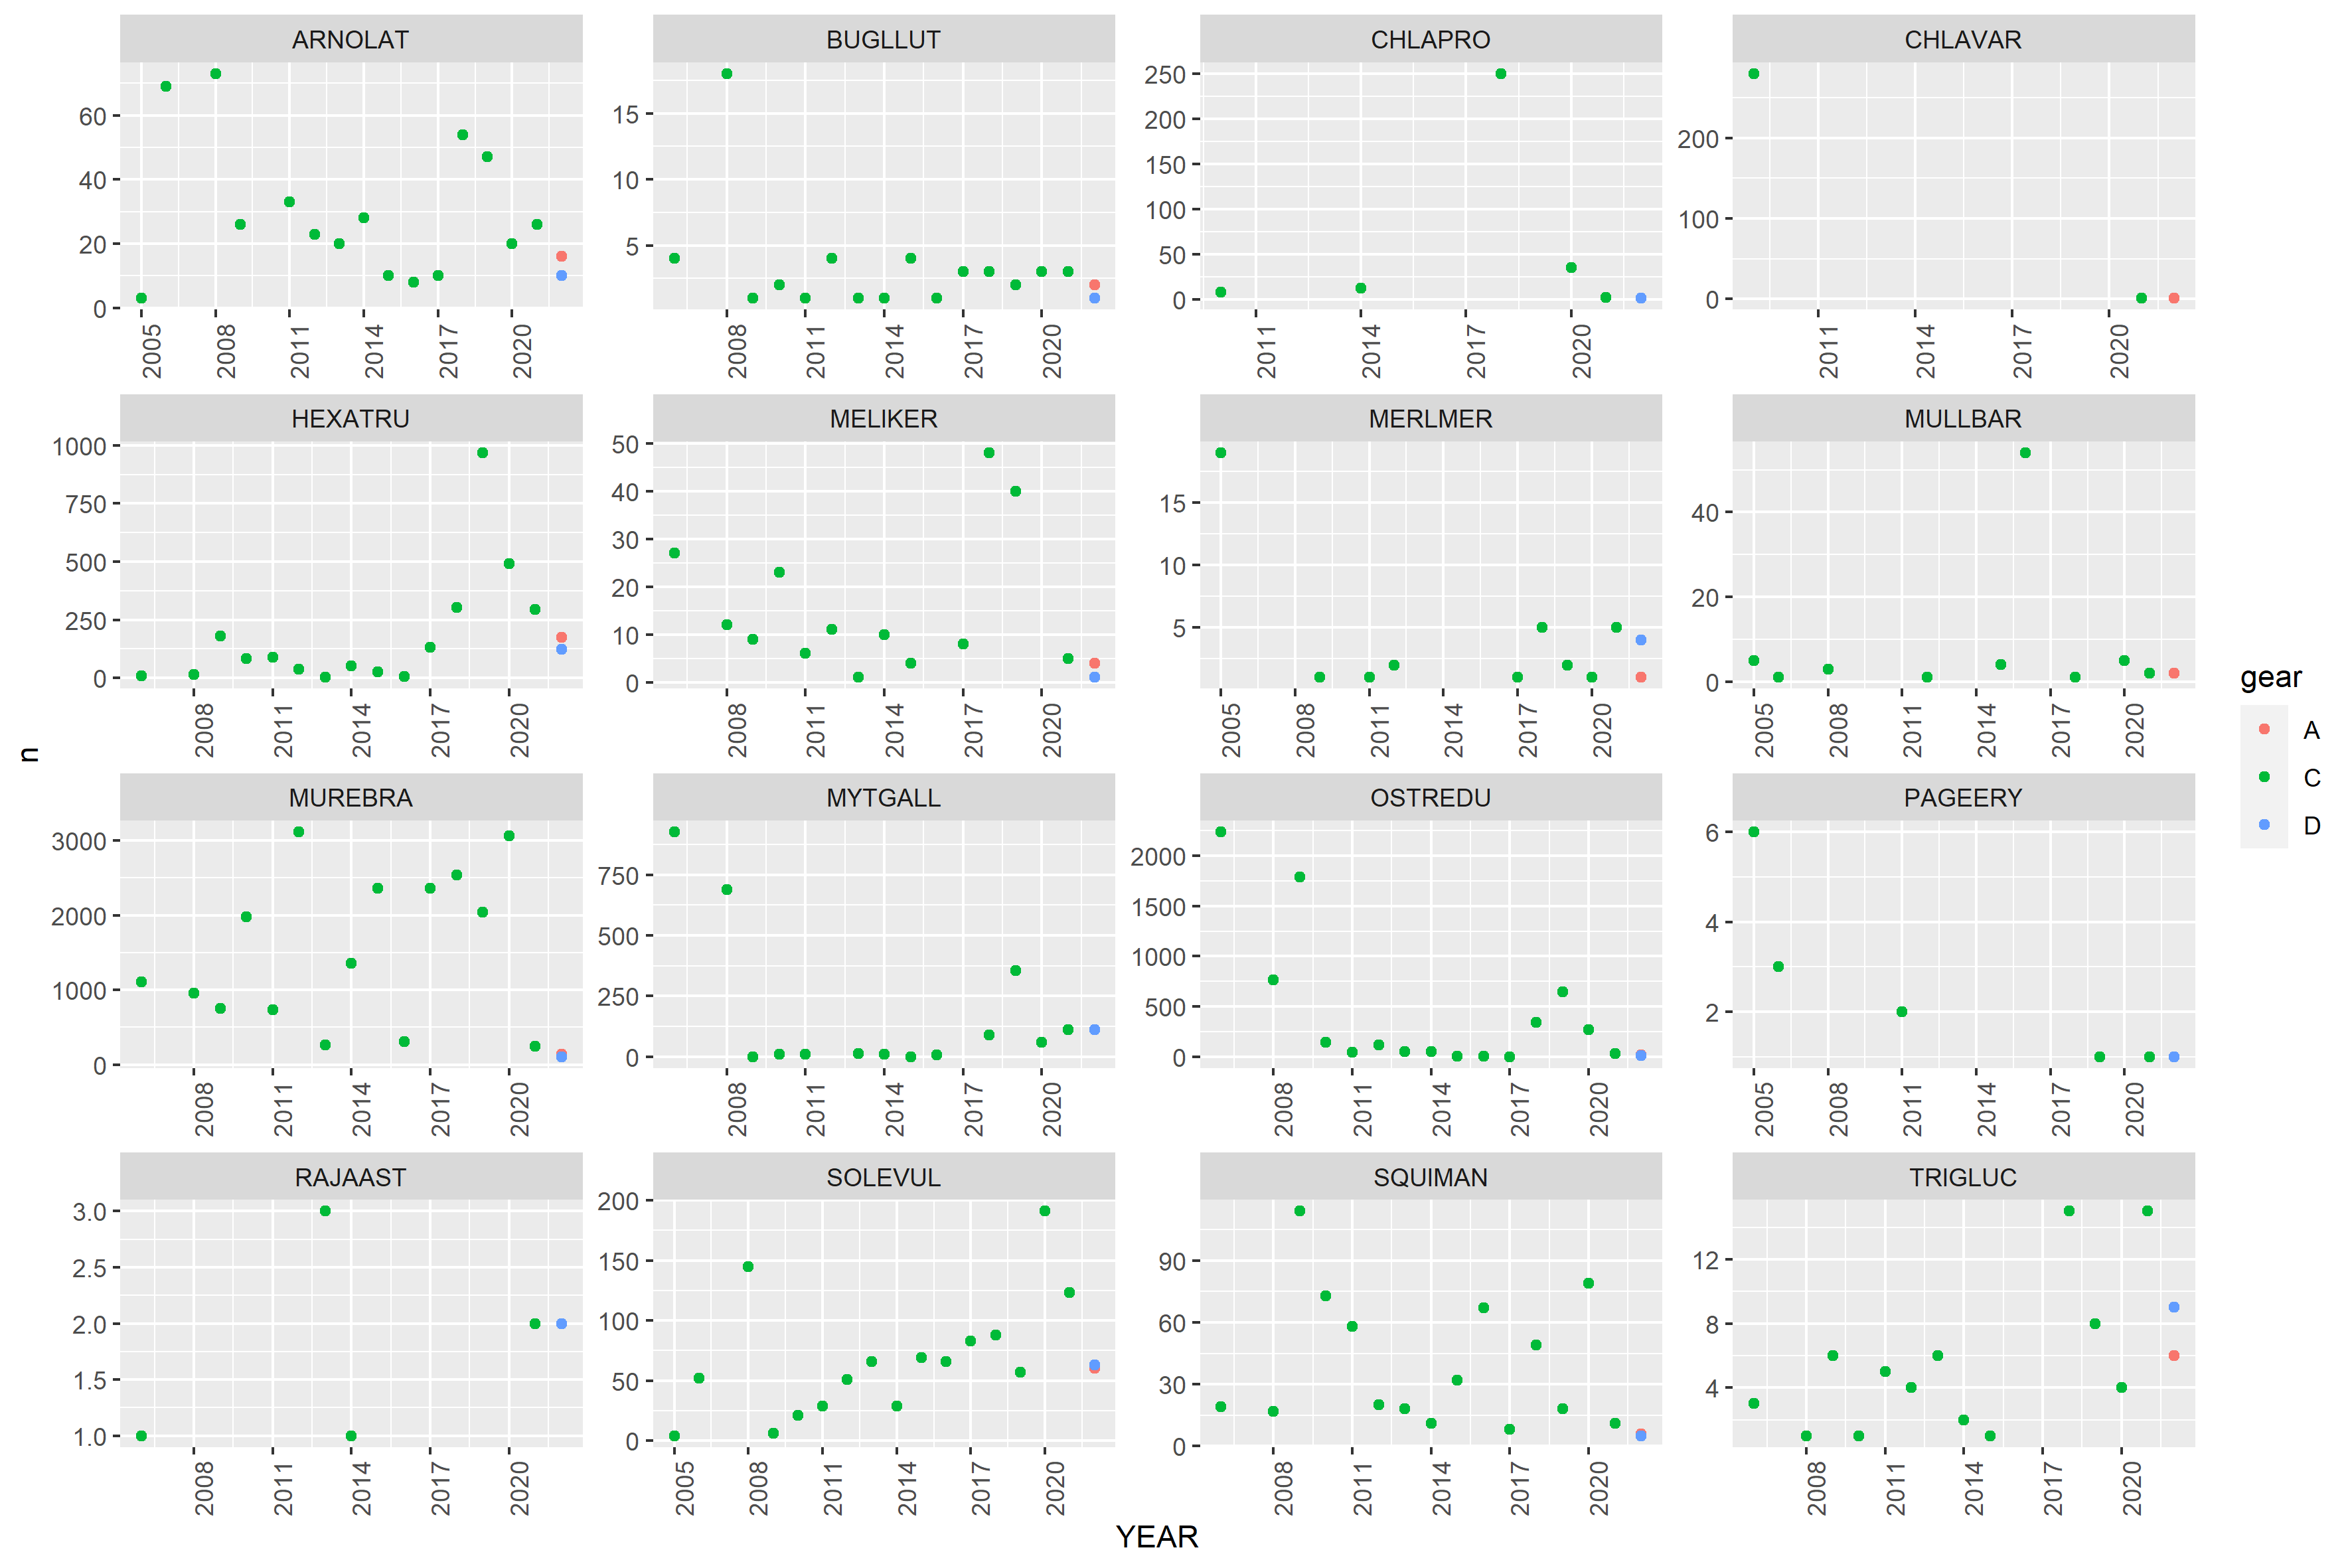 ARNOLAT BUGLLUT CHLAPRO CHLAVAR
60 40 20 0
2005 2008 2011 2014 2017 2020
15 10 5
2008 2011 2014 2017 2020
250 200 150 100 50 0
2011 2014 2017 2020
200 100 0
2011 2014 2017 2020
HEXATRU MELIKER MERLMER MULLBAR
1000 750 500 250 0
2008 2011 2014 2017 2020
50 40 30 20 10 0
2008 2011 2014 2017 2020
15 10 5
2005 2008 2011 2014 2017 2020
40 20 0
2005 2008 2011 2014 2017 2020
n
gear
A
C
D
MUREBRA MYTGALL OSTREDU PAGEERY
3000 2000 1000 0
2008 2011 2014 2017 2020
750 500 250 0
2008 2011 2014 2017 2020
2000 1500 1000 500 0
2008 2011 2014 2017 2020
6 4 2
2005 2008 2011 2014 2017 2020
RAJAAST SOLEVUL SQUIMAN TRIGLUC
3.0 2.5 2.0 1.5 1.0
2008 2011 2014 2017 2020
200 150 100 50 0
2005 2008 2011 2014 2017 2020
90 60 30 0
2008 2011 2014 2017 2020
12 8 4
2008 2011 2014 2017 2020
YEAR